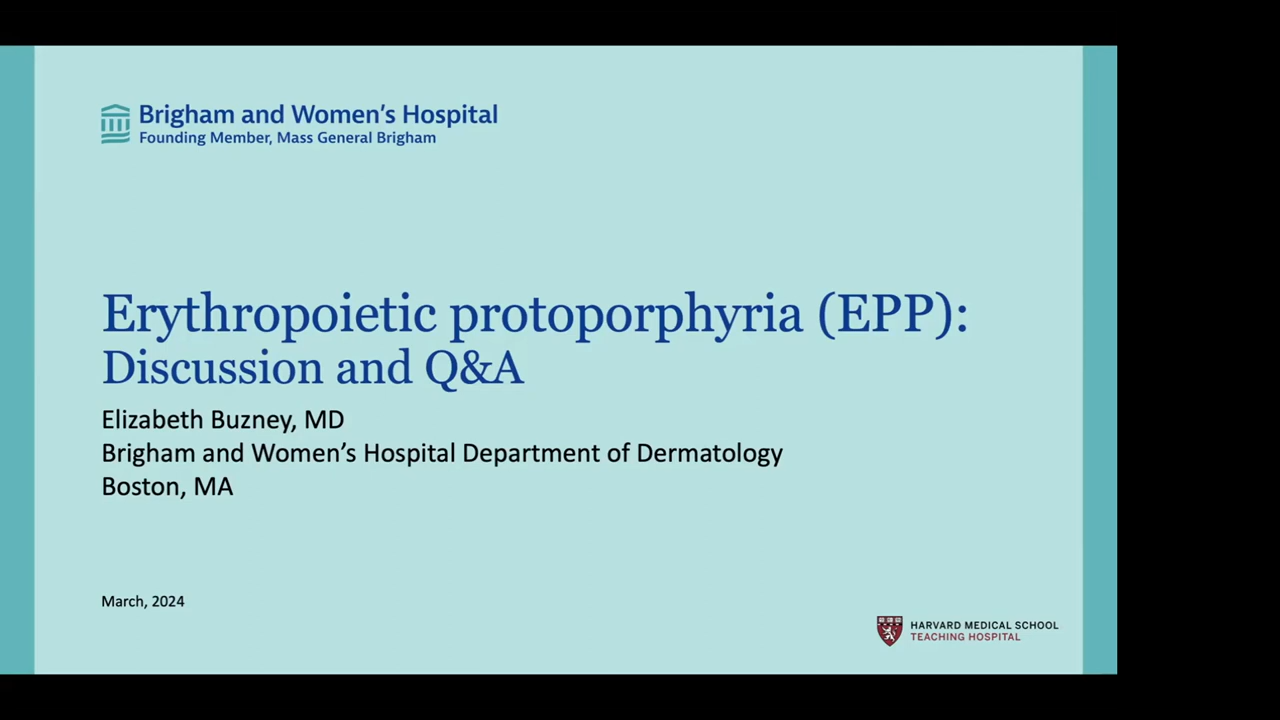 Brigham and Women's Hospital
Founding Member, Mass General Brigham
Erythropoietic protoporphyria (EPP):
Discussion and Q&A
Elizabeth Buzney, MD
Brigham and Women's Hospital Department of Dermatology
Boston, MA
March, 2024
HARVARD MEDICAL SCHOOL
TEACHING HOSPITAL